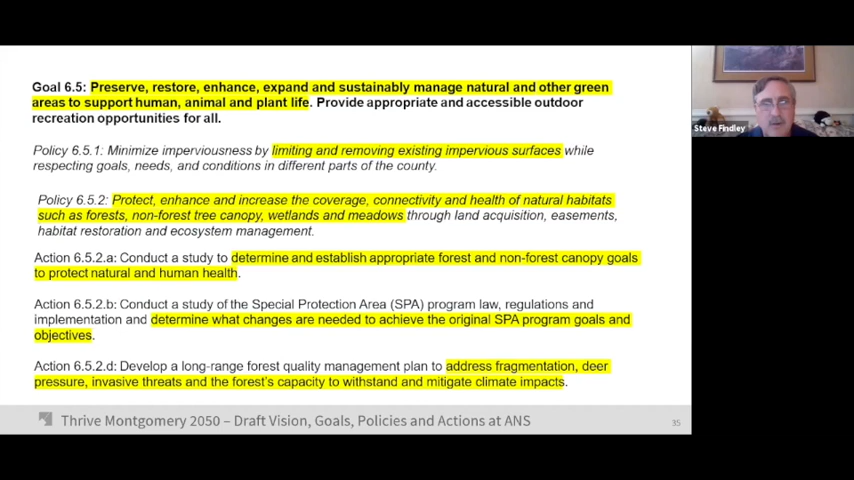 Goal 6.5: Preserve, restore, enhance, expand and sustainably manage natural and other green
areas to support human, animal and plant life. Provide appropriate and accessible outdoor
recreation opportunities for all.
Policy 6.5.1: Minimize imperviousness by limiting and removing existing impervious surfaces while
respecting goals, needs, and conditions in different parts of the county.
Policy 6.5.2: Protect, enhance and increase the coverage, connectivity and health of natural habitats
such as forests, non-forest tree canopy, wetlands and meadows through land acquisition, easements,
habitat restoration and ecosystem management.
Action 6.5.2.a: Conduct a study to determine and establish appropriate forest and non-forest canopy goals
to protect natural and human health.
Action 6.5.2.b: Conduct a study of the Special Protection Area (SPA) program law, regulations and
implementation and determine what changes are needed to achieve the original SPA program goals and
objectives.
Action 6.5.2.d: Develop a long-range forest quality management plan to address fragmentation, deer
pressure, invasive threats and the forest's capacity to withstand and mitigate climate impacts.
Thrive Montgomery 2050 – Draft Vision, Goals, Policies and Actions at ANS
35
Steve Findley